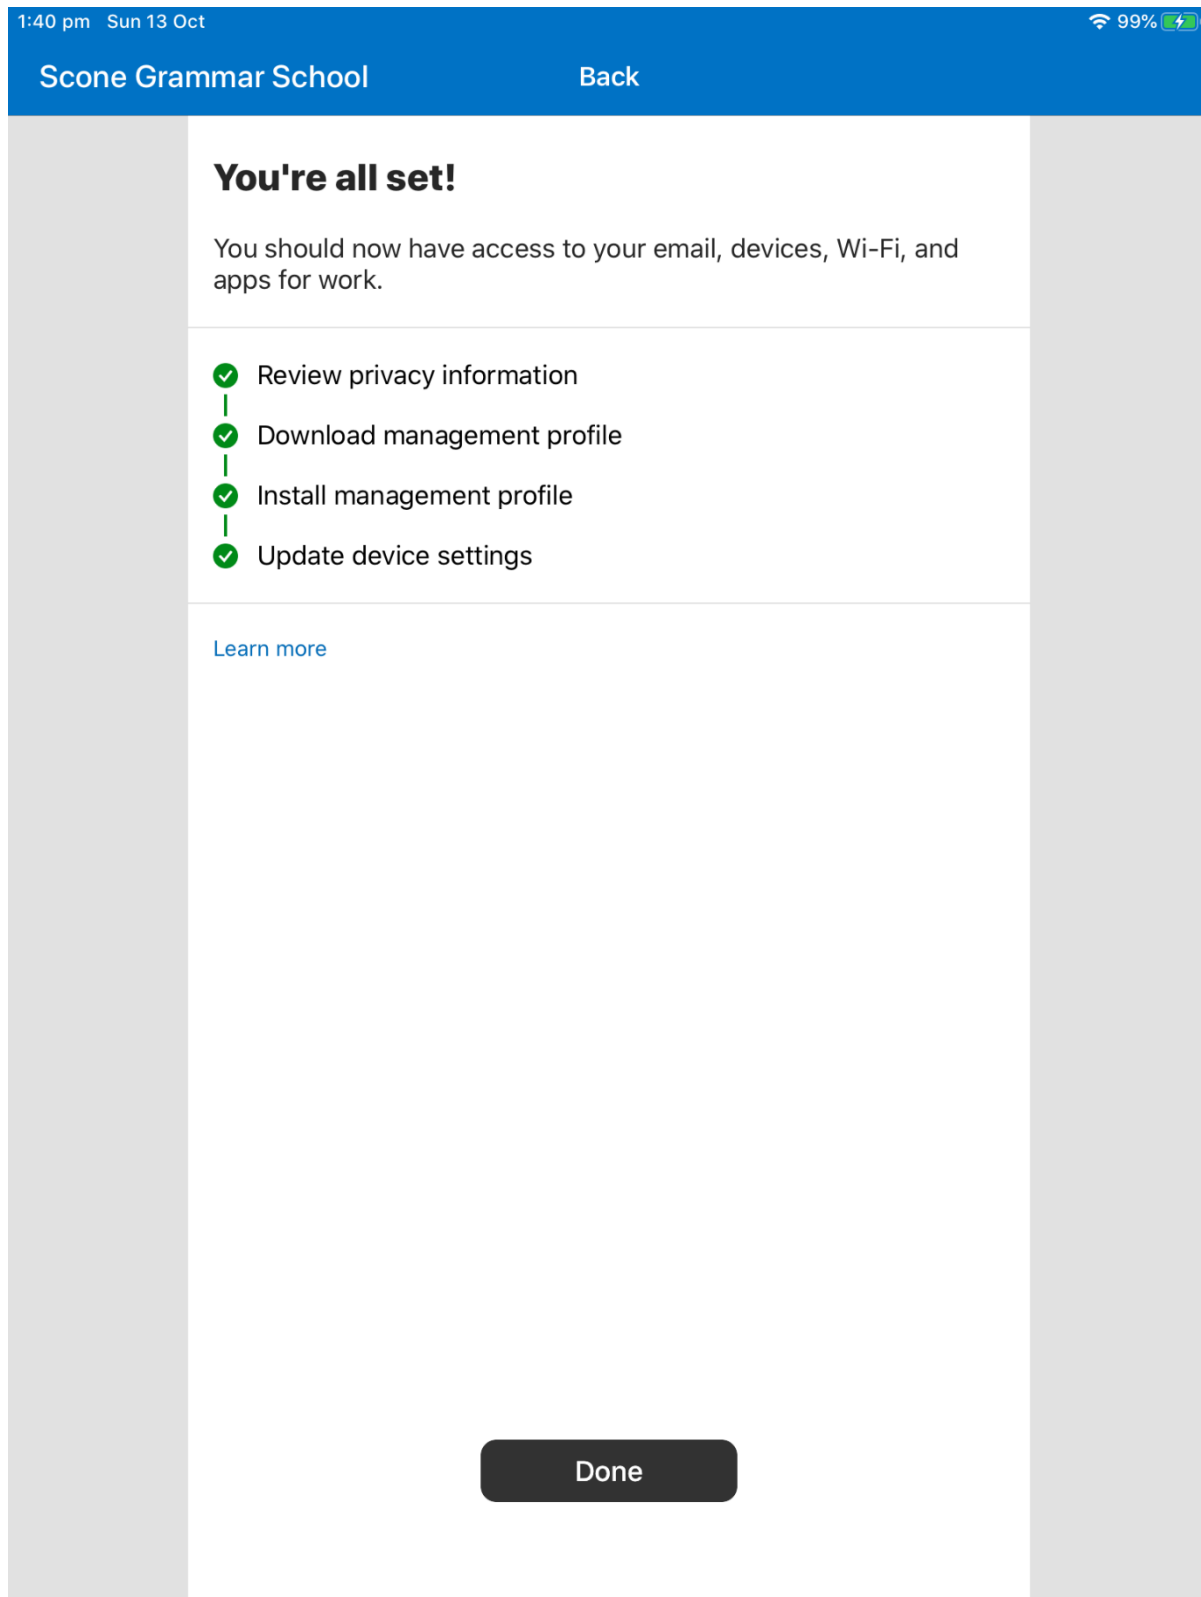 1:40 pm Sun 13 Oct 99%
Scone Grammar School Back
You're all set!
You should now have access to your email, devices, Wi-Fi, and
apps for work.
Review privacy information
Download management profile
Install management profile
Update device settings
Learn more
Done